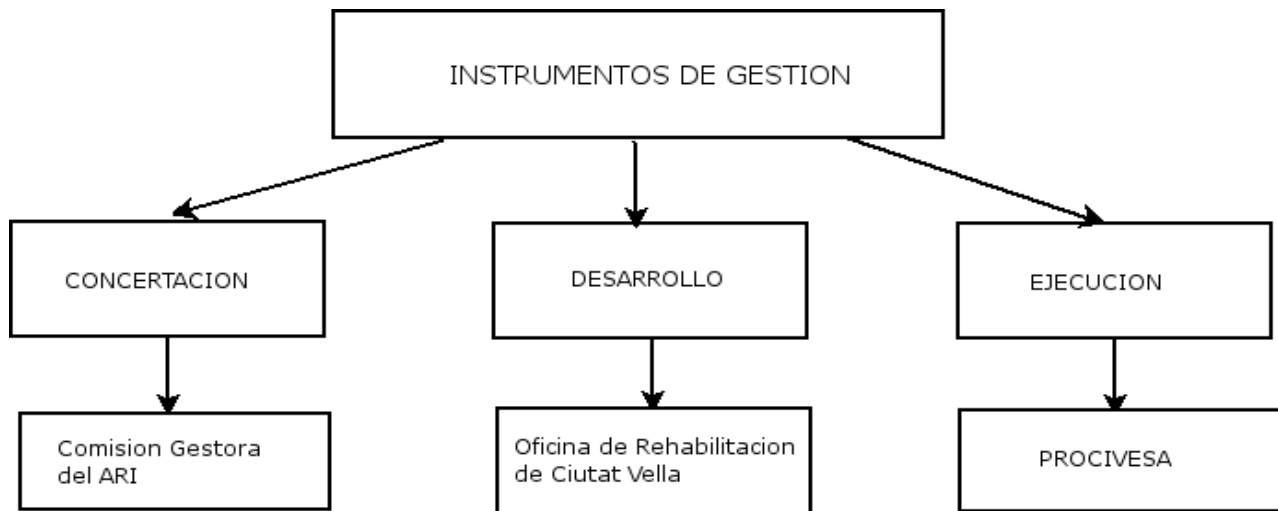 INSTRUMENTOS DE GESTION
CONCERTACION
DESARROLLO
EJECUCION
Comision Gestora
del ARI
Oficina de Rehabilitacion
de Ciutat Vella
PROCIVESA